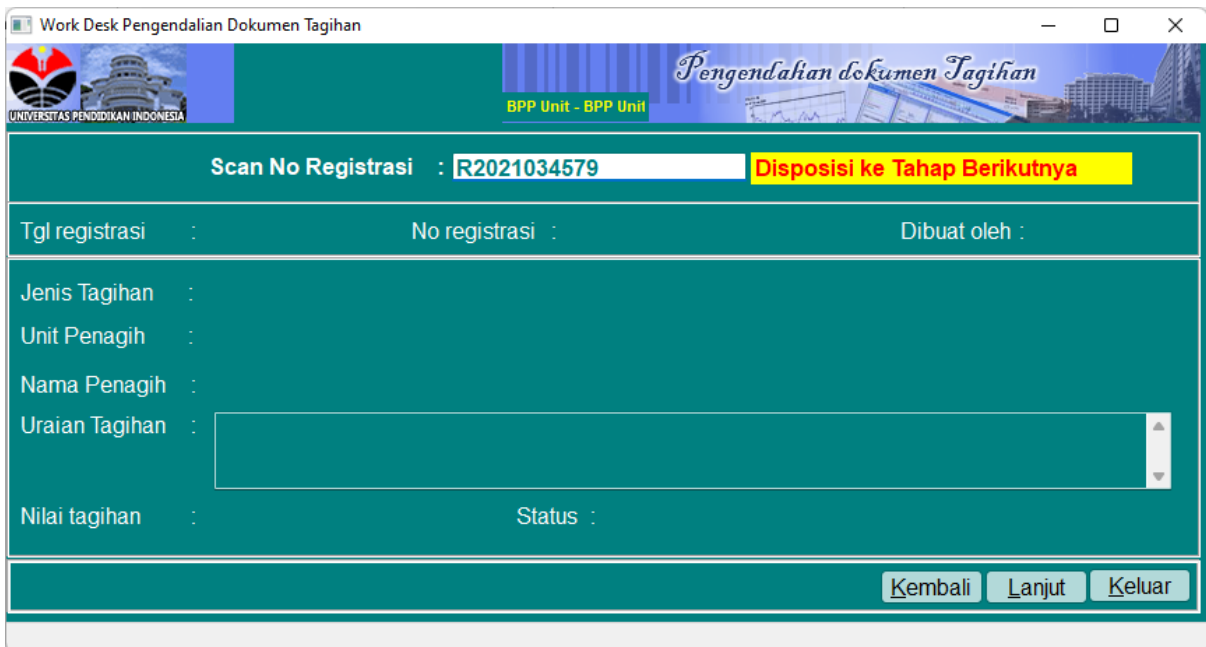 Work Desk Pengendalian Dokumen Tagihan
UNIVERSITAS PENDIDIKAN INDONESIA
BPP Unit - BPP Unit
Pengendalian dokumen Tagihan
Scan No Registrasi : R2021034579 Disposisi ke Tahap Berikutnya
Tgl registrasi : No registrasi : Dibuat oleh :
Jenis Tagihan :
Unit Penagih :
Nama Penagih :
Uraian Tagihan :
Nilai tagihan : Status :
Kembali Lanjut Keluar